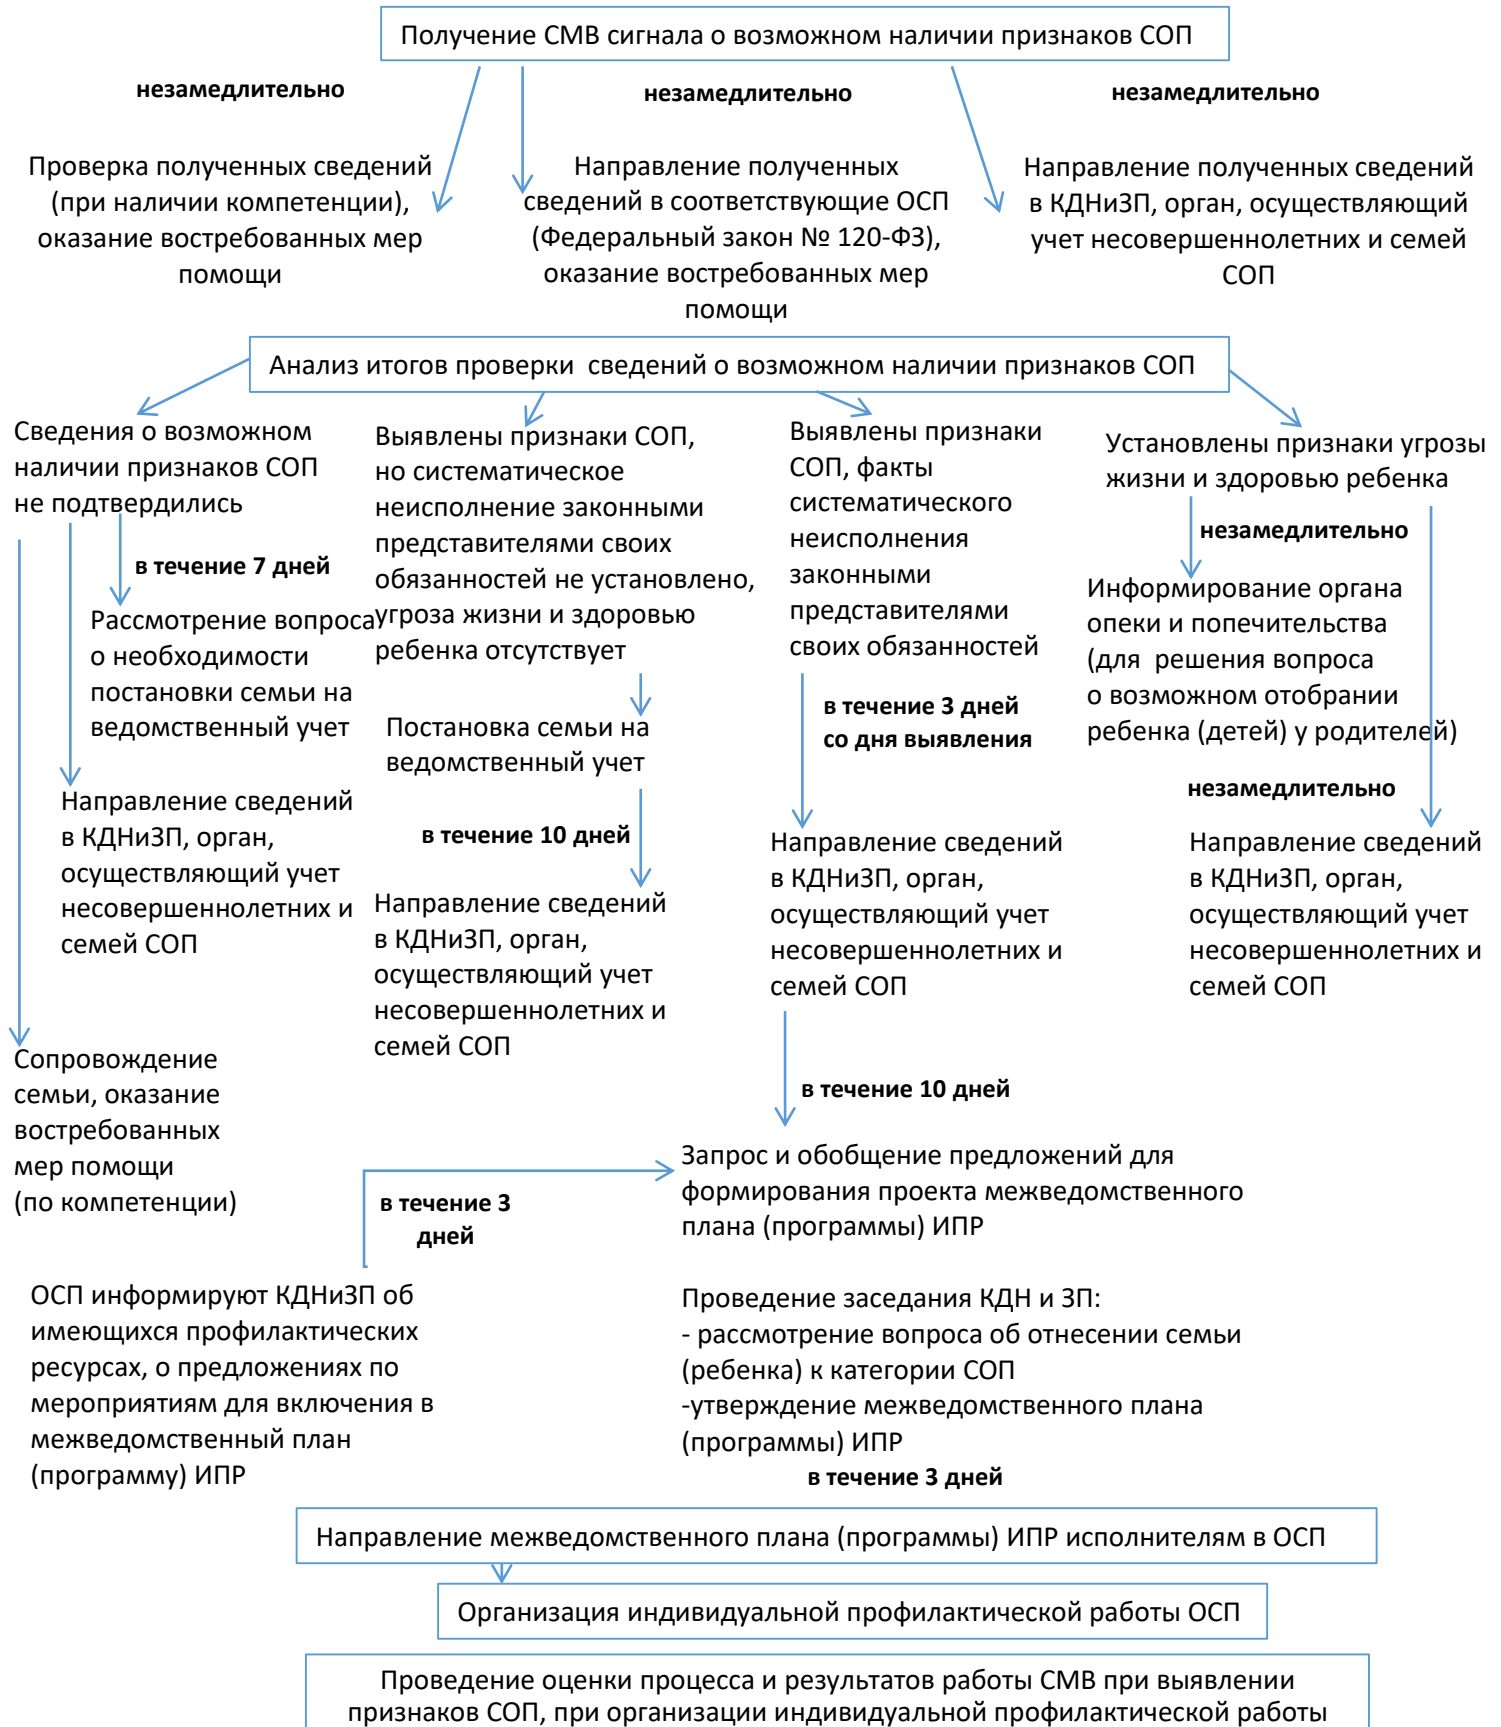 Получение СМВ сигнала о возможном наличии признаков СОП
незамедлительно
незамедлительно
незамедлительно
Проверка полученных сведений
(при наличии компетенции),
оказание востребованных мер
помощи
Направление полученных
сведений в соответствующие ОСП
(Федеральный закон № 120-ФЗ),
оказание востребованных мер
помощи
Направление полученных сведений
в КДНиЗП, орган, осуществляющий
учет несовершеннолетних и семей
СОП
Анализ итогов проверки  сведений о возможном наличии признаков СОП
Сведения о возможном
наличии признаков СОП
не подтвердились
в течение 7 дней
Рассмотрение вопроса
о необходимости
постановки семьи на
ведомственный учет
Направление сведений
в КДНиЗП, орган,
осуществляющий учет
несовершеннолетних и
семей СОП
Сопровождение
семьи, оказание
востребованных
мер помощи
(по компетенции)
Выявлены признаки СОП,
но систематическое
неисполнение законными
представителями своих
обязанностей не установлено,
угроза жизни и здоровью
ребенка отсутствует
Постановка семьи на
ведомственный учет
в течение 10 дней
Направление сведений
в КДНиЗП, орган,
осуществляющий учет
несовершеннолетних и
семей СОП
Выявлены признаки
СОП, факты
систематического
неисполнения
законными
представителями
своих обязанностей
в течение 3 дней
со дня выявления
Направление сведений
в КДНиЗП, орган,
осуществляющий учет
несовершеннолетних и
семей СОП
Установлены признаки угрозы
жизни и здоровью ребенка
незамедлительно
Информирование органа
опеки и попечительства
(для  решения вопроса
о возможном отобрании
ребенка (детей) у родителей)
незамедлительно
Направление сведений
в КДНиЗП, орган,
осуществляющий учет
несовершеннолетних и
семей СОП
в течение 10 дней
Запрос и обобщение предложений для
формирования проекта межведомственного
плана (программы) ИПР
в течение 3
дней
ОСП информируют КДНиЗП об
имеющихся профилактических
ресурсах, о предложениях по
мероприятиям для включения в
межведомственный план
(программу) ИПР
Проведение заседания КДН и ЗП:
- рассмотрение вопроса об отнесении семьи
(ребенка) к категории СОП
-утверждение межведомственного плана
(программы) ИПР
в течение 3 дней
Направление межведомственного плана (программы) ИПР исполнителям в ОСП
Организация индивидуальной профилактической работы ОСП
Проведение оценки процесса и результатов работы СМВ при выявлении
признаков СОП, при организации индивидуальной профилактической работы